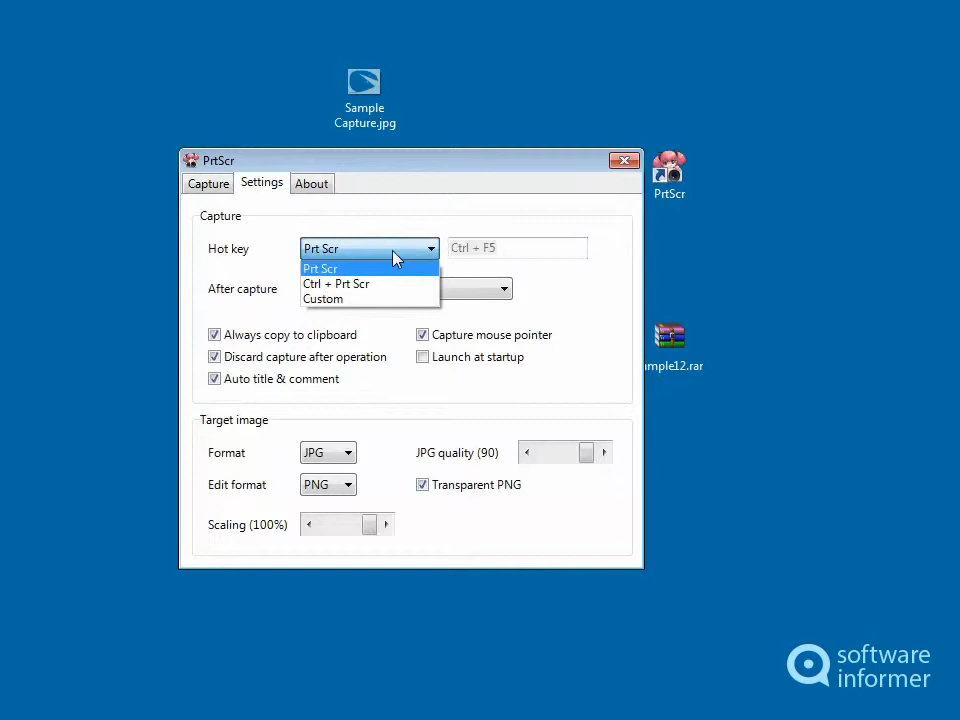 Sample
Capture.jpg
PrtScr
PrtScr
Capture Settings About
Capture
Hot key Prt Scr Ctrl + F5
Prt Scr
Ctrl + Prt Scr
Custom
After capture
Always copy to clipboard Capture mouse pointer
mple12.rar
Discard capture after operation Launch at startup
Auto title & comment
Target image
Format JPG JPG quality (90)
Edit format PNG Transparent PNG
Scaling (100%)
software
informer